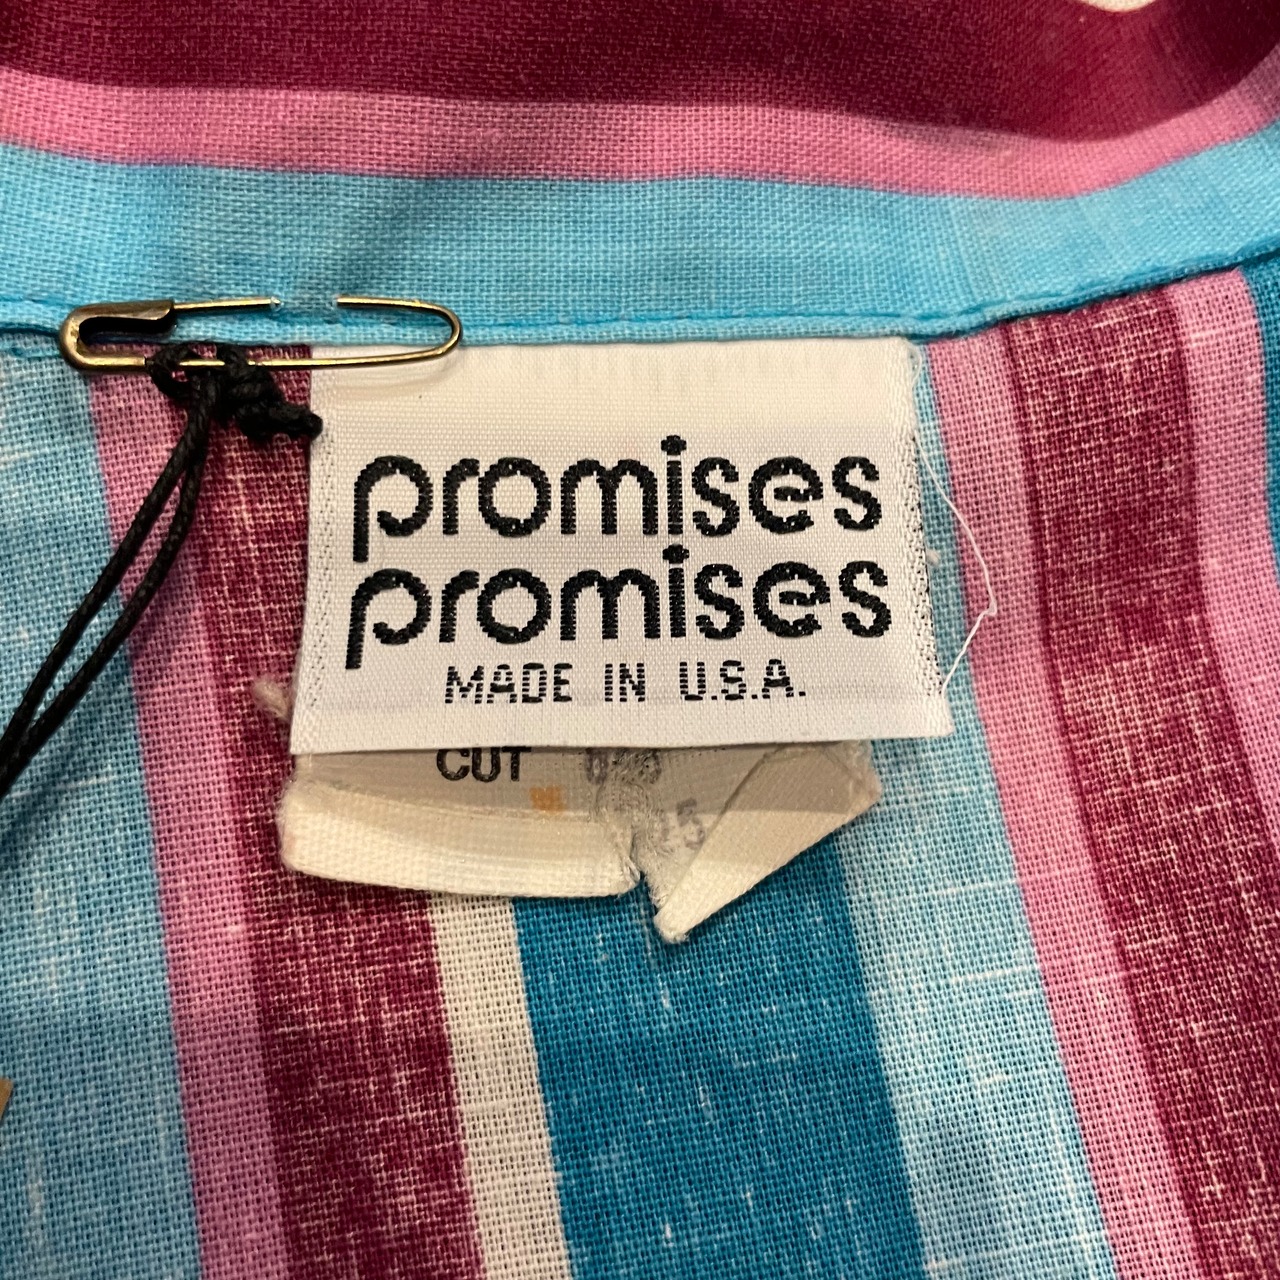 promises
promises
MADE IN U.S.A.
CUT